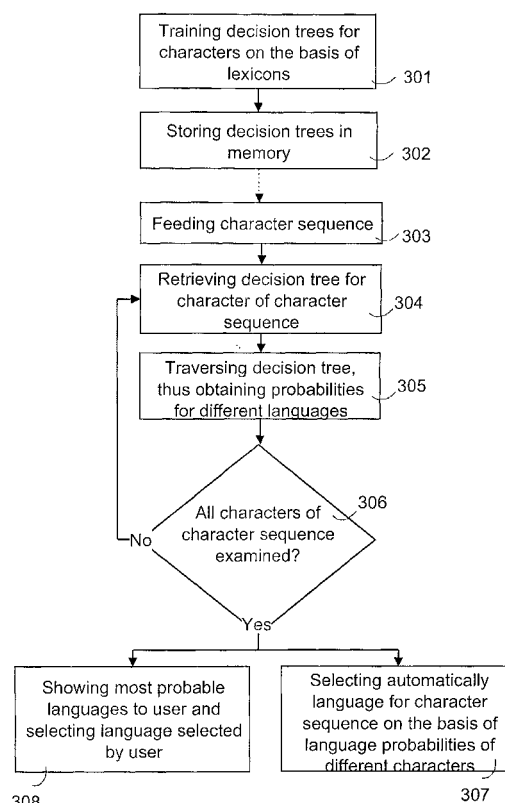 Training decision trees for
characters on the basis of
lexicons
301
Storing decision trees in
memory
302
Feeding character sequence
303
Retrieving decision tree for
character of character
sequence
304
Traversing decision tree,
thus obtaining probabilities
for different languages
305
306
All characters of
character sequence
examined?
No
Yes
Showing most probable
languages to user and
selecting language selected
by user
308
Selecting automatically
language for character
sequence on the basis of
language probabilities of
different characters
307